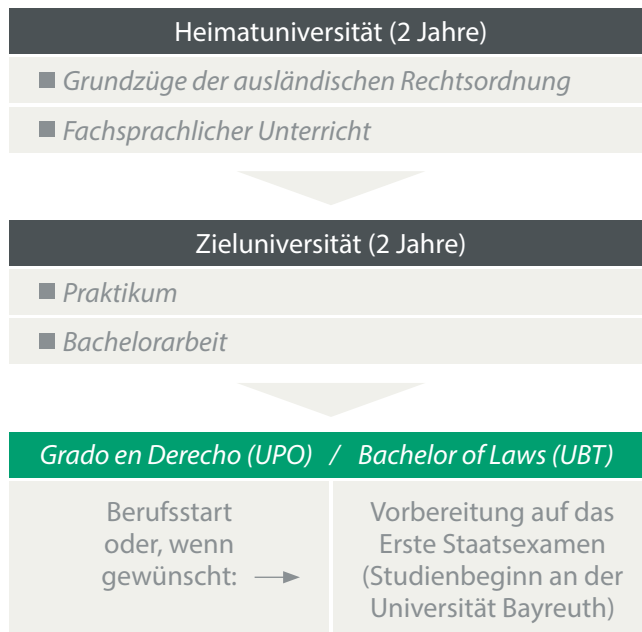 Heimatuniversität (2 Jahre)
Grundzüge der ausländischen Rechtsordnung
Fachsprachlicher Unterricht
Zieluniversität (2 Jahre)
Praktikum
Bachelorarbeit
Grado en Derecho (UPO) / Bachelor of Laws (UBT)
Berufsstart
oder, wenn
gewünscht:
Vorbereitung auf das
Erste Staatsexamen
(Studienbeginn an der
Universität Bayreuth)